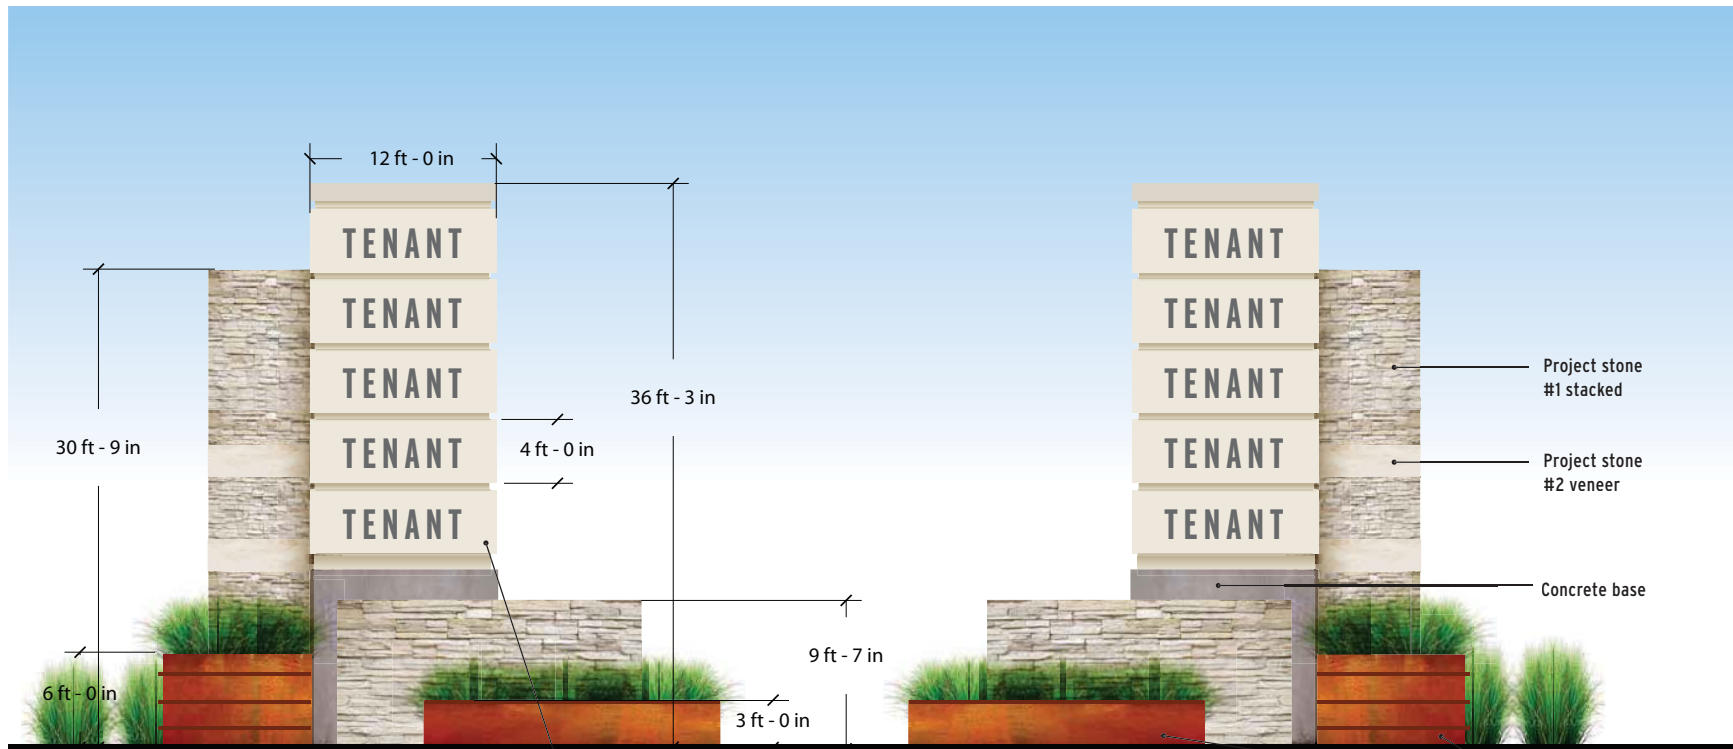 12 ft - 0 in
TENANT
TENANT
TENANT
TENANT
TENANT
30 ft - 9 in
36 ft - 3 in
4 ft - 0 in
6 ft - 0 in
9 ft - 7 in
3 ft - 0 in
TENANT
TENANT
TENANT
TENANT
TENANT
Project stone
#1 stacked
Project stone
#2 veneer
Concrete base